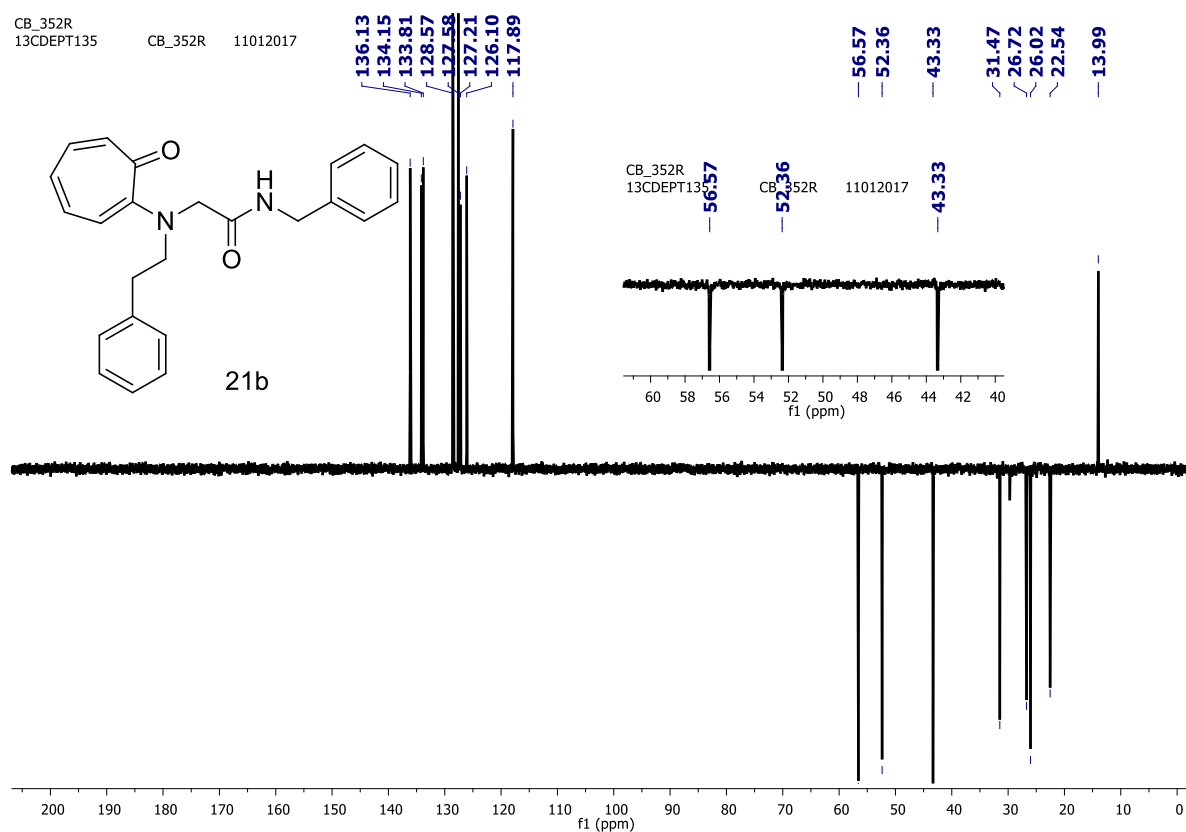 CB_352R
13CDEPT135 CB_352R 11012017
136.13
134.15
133.81
128.57
127.58
127.21
126.10
117.89
56.57
52.36
43.33
31.47
26.72
26.02
22.54
13.99
O
H
N
N
O
21b
CB_352R
13CDEPT135 CB_352R 11012017
56.57
52.36
43.33
60 58 56 54 52 50 48 46 44 42 40
f1 (ppm)
200 190 180 170 160 150 140 130 120 110 100 90 80 70 60 50 40 30 20 10 0
f1 (ppm)